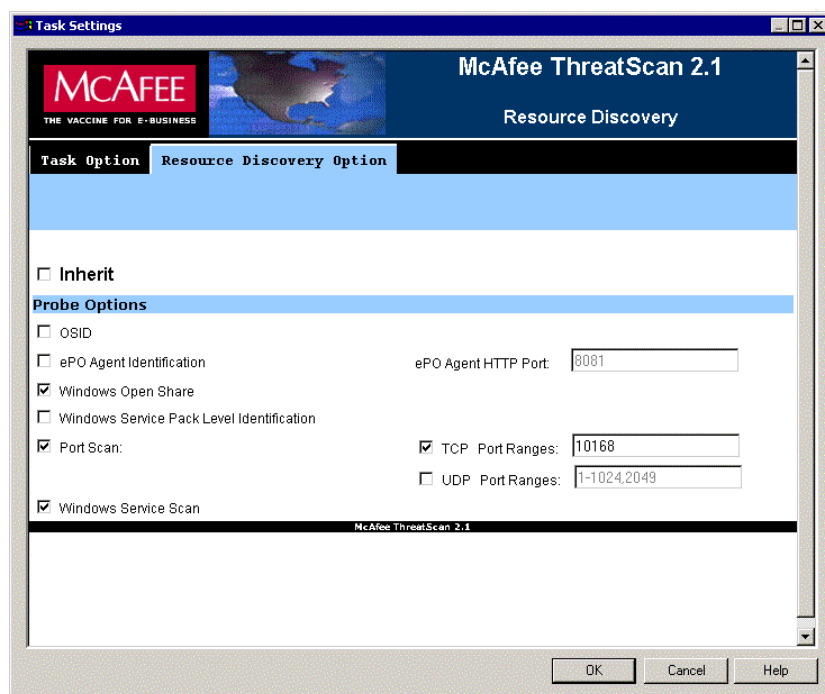 Task Settings
McAfee ThreatScan 2.1
McAFEE
THE VACCINE FOR E-BUSINESS
Resource Discovery
Task Option Resource Discovery Option
Inherit
Probe Options
OSID
ePO Agent Identification ePO Agent HTTP Port: 8081
Windows Open Share
Windows Service Pack Level Identification
Port Scan: TCP Port Ranges: 10168
UDP Port Ranges: 1-1024,2049
Windows Service Scan
McAfee ThreatScan 2.1
OK Cancel Help